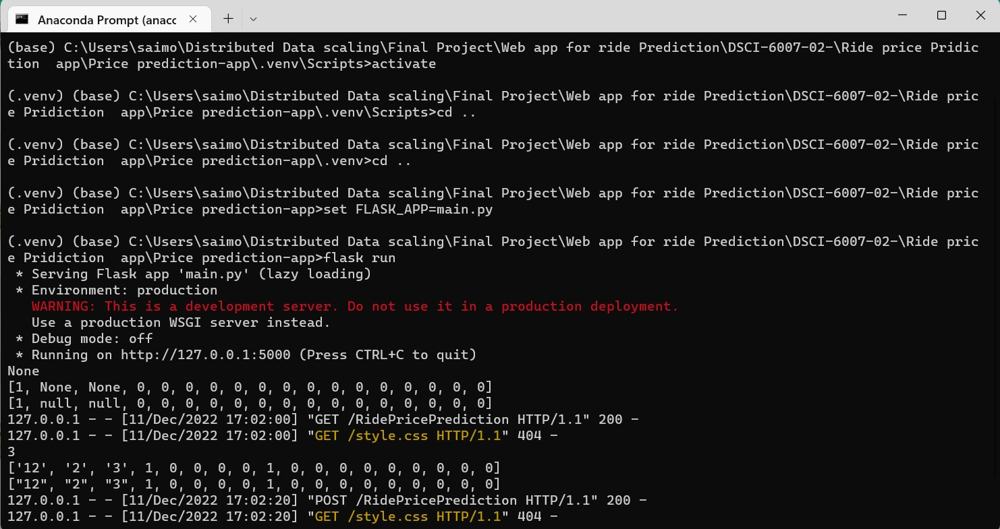 Anaconda Prompt (anacc
(base) C:\Users\saimo\Distributed Data scaling\Final Project\Web app for ride Prediction\DSCI-6007-02-\Ride price Pridic
tion  app\Price prediction-app\.venv\Scripts>activate
(.venv) (base) C:\Users\saimo\Distributed Data scaling\Final Project\Web app for ride Prediction\DSCI-6007-02-\Ride pric
e Pridiction  app\Price prediction-app\.venv\Scripts>cd ..
(.venv) (base) C:\Users\saimo\Distributed Data scaling\Final Project\Web app for ride Prediction\DSCI-6007-02-\Ride pric
e Pridiction  app\Price prediction-app\.venv>cd ..
(.venv) (base) C:\Users\saimo\Distributed Data scaling\Final Project\Web app for ride Prediction\DSCI-6007-02-\Ride pric
e Pridiction  app\Price prediction-app>set FLASK_APP=main.py
(.venv) (base) C:\Users\saimo\Distributed Data scaling\Final Project\Web app for ride Prediction\DSCI-6007-02-\Ride pric
e Pridiction  app\Price prediction-app>flask run
 * Serving Flask app 'main.py' (lazy loading)
 * Environment: production
   WARNING: This is a development server. Do not use it in a production deployment.
   Use a production WSGI server instead.
 * Debug mode: off
 * Running on http://127.0.0.1:5000 (Press CTRL+C to quit)
None
[1, None, None, 0, 0, 0, 0, 0, 0, 0, 0, 0, 0, 0, 0, 0, 0, 0]
[1, null, null, 0, 0, 0, 0, 0, 0, 0, 0, 0, 0, 0, 0, 0, 0, 0]
127.0.0.1 - - [11/Dec/2022 17:02:00] "GET /RidePricePrediction HTTP/1.1" 200 -
127.0.0.1 - - [11/Dec/2022 17:02:00] "GET /style.css HTTP/1.1" 404 -
3
['12', '2', '3', 1, 0, 0, 0, 0, 1, 0, 0, 0, 0, 0, 0, 0, 0, 0]
["12", "2", "3", 1, 0, 0, 0, 0, 1, 0, 0, 0, 0, 0, 0, 0, 0, 0]
127.0.0.1 - - [11/Dec/2022 17:02:20] "POST /RidePricePrediction HTTP/1.1" 200 -
127.0.0.1 - - [11/Dec/2022 17:02:20] "GET /style.css HTTP/1.1" 404 -